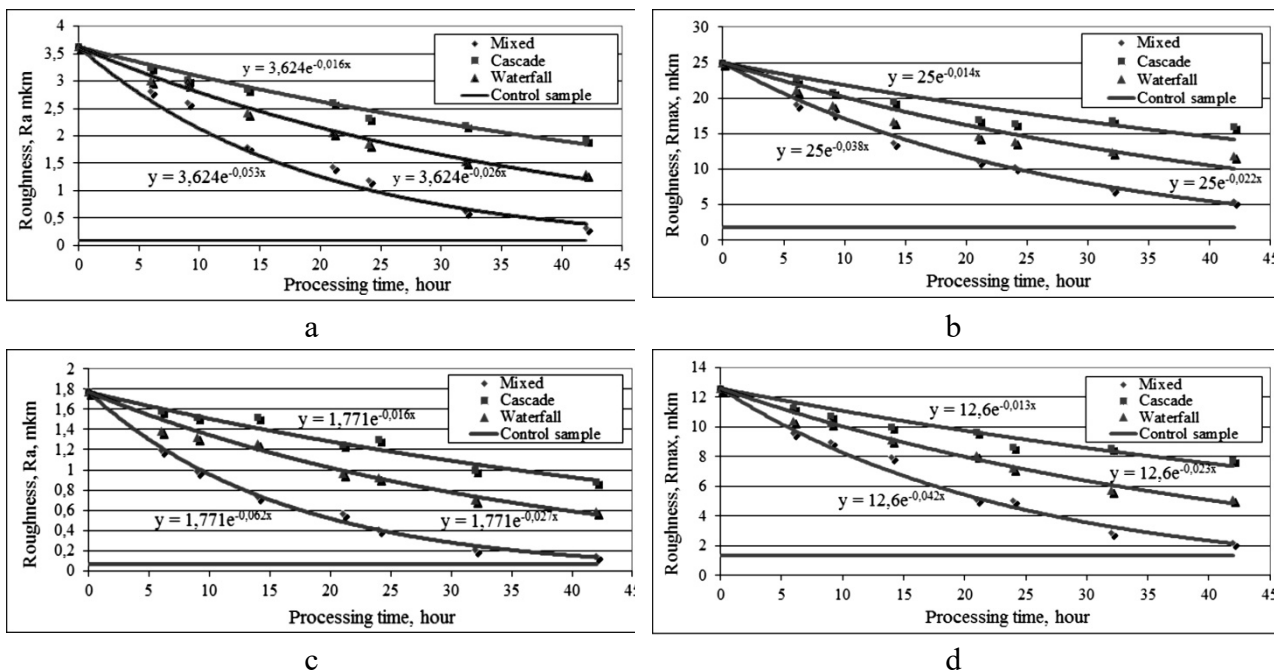 Roughness, Ra mkm
4
3,5
3
2,5
2
1,5
1
0,5
0
0 5 10 15 20 25 30 35 40 45
Processing time, hour
Mixed
Cascade
Waterfall
Control sample
y = 3,624e^-0,016x
y = 3,624e^-0,053x
y = 3,624e^-0,026x
a
Roughness, Rmax, mkm
30
25
20
15
10
5
0
0 5 10 15 20 25 30 35 40 45
Processing time, hour
Mixed
Cascade
Waterfall
Control sample
y = 25e^-0,014x
y = 25e^-0,038x
y = 25e^-0,022x
b
Roughness, Ra, mkm
2
1,8
1,6
1,4
1,2
1
0,8
0,6
0,4
0,2
0
0 5 10 15 20 25 30 35 40 45
Processing time, hour
Mixed
Cascade
Waterfall
Control sample
y = 1,771e^-0,016x
y = 1,771e^-0,062x
y = 1,771e^-0,027x
c
Roughness, Rmax, mkm
14
12
10
8
6
4
2
0
0 5 10 15 20 25 30 35 40 45
Processing time, hour
Mixed
Cascade
Waterfall
Control sample
y = 12,6e^-0,013x
y = 12,6e^-0,023x
y = 12,6e^-0,042x
d